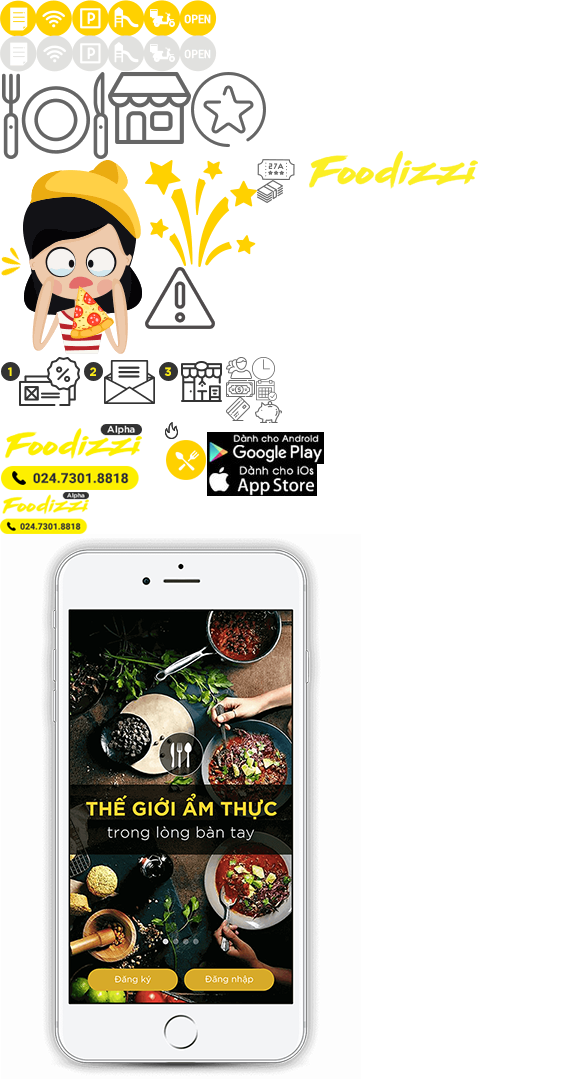 P
OPEN
P
OPEN
27A
Foodizzi
1
%
2
3
Alpha
Foodizzi
024.7301.8818
Dành cho Android
Google Play
Dành cho iOs
App Store
Alpha
Foodizzi
024.7301.8818
THẾ GIỚI ẨM THỰC
trong lòng bàn tay
Đăng ký
Đăng nhập